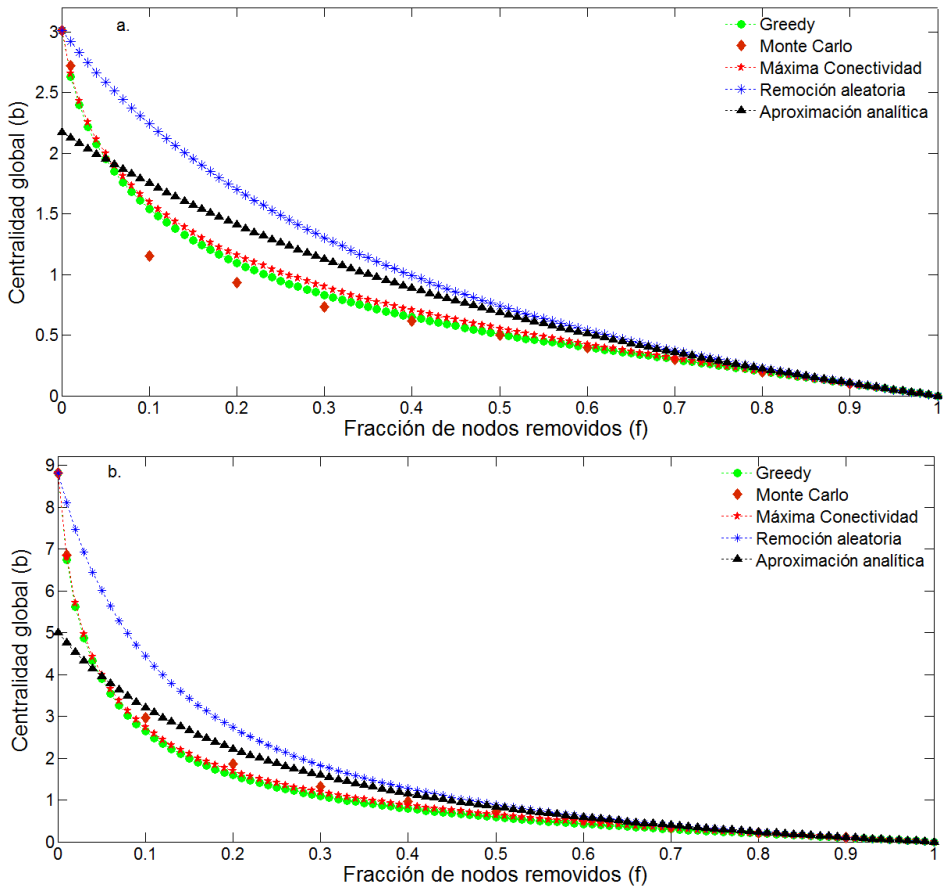 a.
Greedy
Monte Carlo
Máxima Conectividad
Remoción aleatoria
Aproximación analítica
Centralidad global (b)
3
2.5
2
1.5
1
0.5
0
0 0.1 0.2 0.3 0.4 0.5 0.6 0.7 0.8 0.9 1
Fracción de nodos removidos (f)
b.
Greedy
Monte Carlo
Máxima Conectividad
Remoción aleatoria
Aproximación analítica
Centralidad global (b)
9
8
7
6
5
4
3
2
1
0
0 0.1 0.2 0.3 0.4 0.5 0.6 0.7 0.8 0.9 1
Fracción de nodos removidos (f)